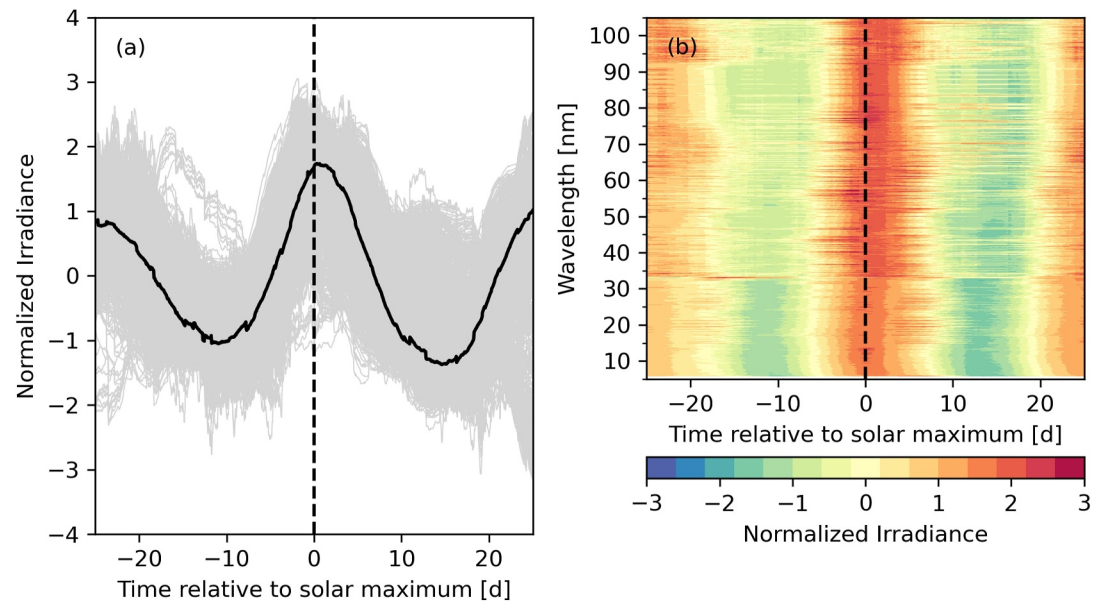 (a)
4
3
2
1
0
−1
−2
−3
−4
Normalized Irradiance
−20 −10 0 10 20
Time relative to solar maximum [d]
(b)
100
90
80
70
60
50
40
30
20
10
Wavelength [nm]
−20 −10 0 10 20
Time relative to solar maximum [d]
−3 −2 −1 0 1 2 3
Normalized Irradiance